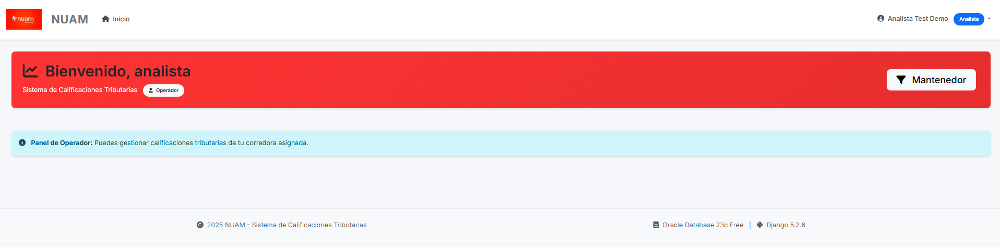 nuam
NUAM
Inicio
Analista Test Demo
Analista
Bienvenido, analista
Sistema de Calificaciones Tributarias
Operador
Mantenedor
Panel de Operador: Puedes gestionar calificaciones tributarias de tu corredora asignada.
© 2025 NUAM - Sistema de Calificaciones Tributarias
Oracle Database 23c Free | Django 5.2.6